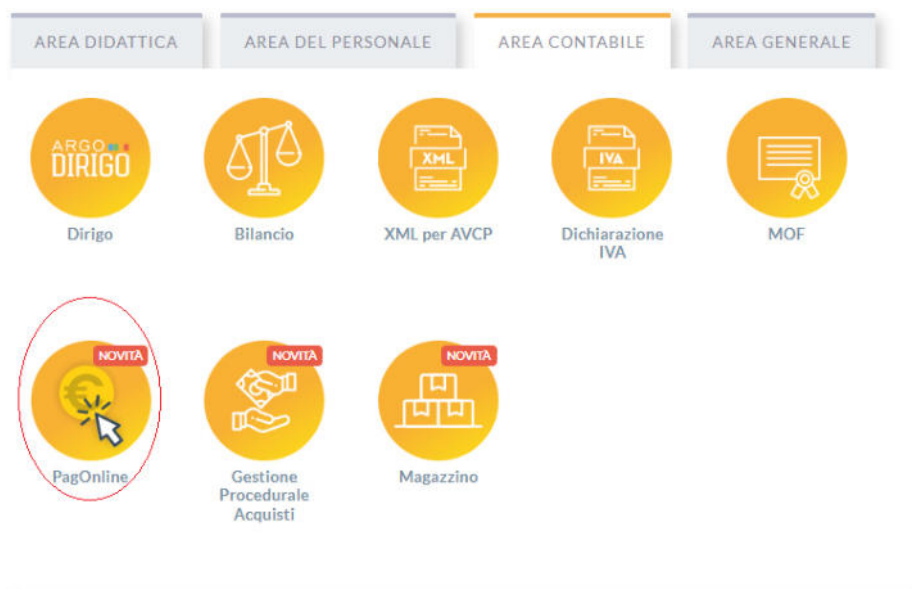 AREA DIDATTICA
AREA DEL PERSONALE
AREA CONTABILE
AREA GENERALE
ARGO
DIRIGO
XML
IVA
Dirigo
Bilancio
XML per AVCP
Dichiarazione
IVA
MOF
NOVITÀ
NOVITÀ
NOVITÀ
€
PagOnline
Gestione
Procedurale
Acquisti
Magazzino